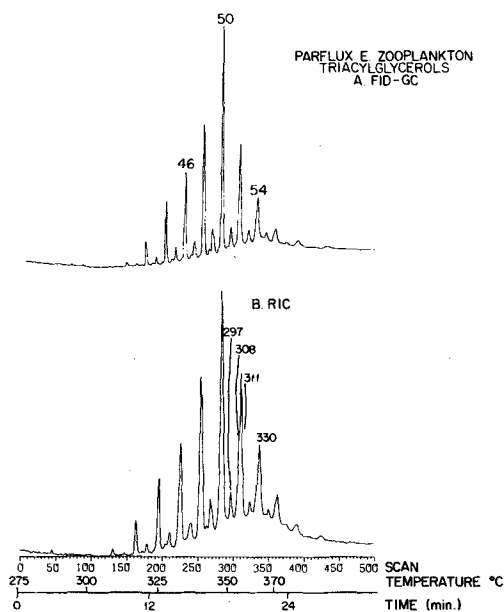 50
PARFLUX E. ZOOPLANKTON
TRIACYLGLYCEROLS
A. FID-GC
46
54
B. RIC
297
308
311
330
0 50 100 150 200 250 300 350 400 450 500 SCAN
275 300 325 350 370 TEMPERATURE °C
0 12 24 TIME (min.)